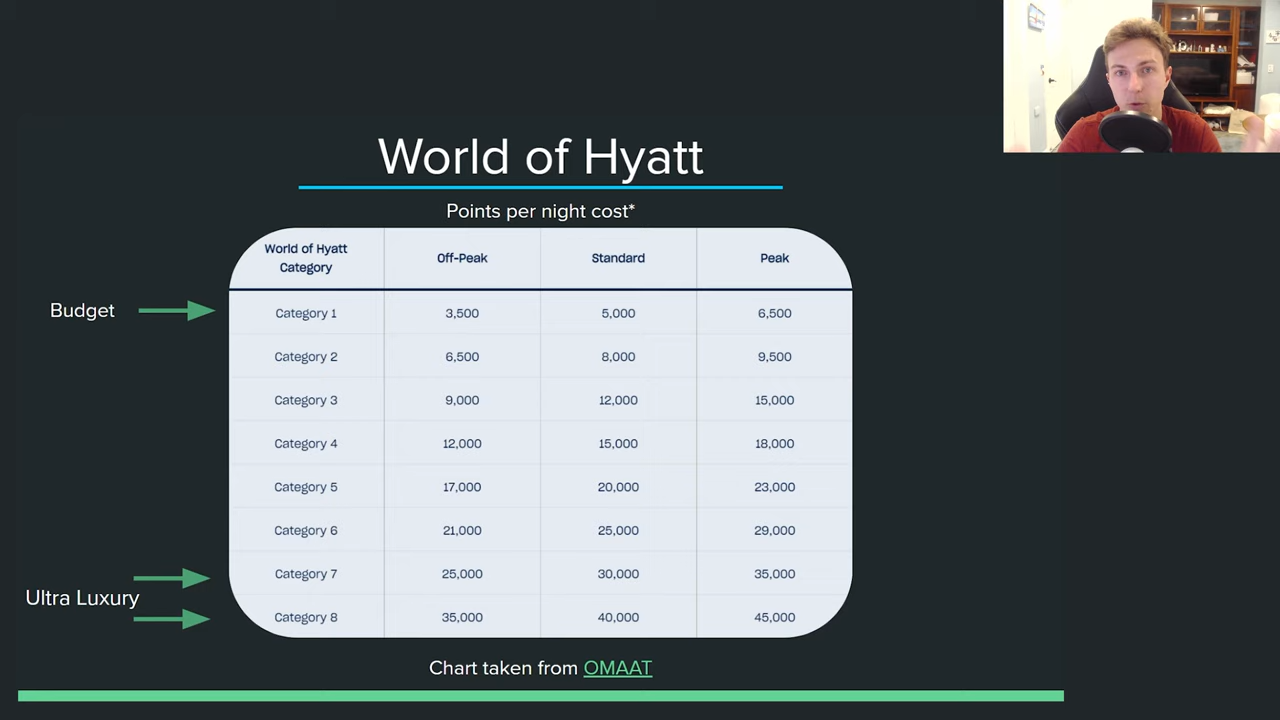 World of Hyatt
Points per night cost*
World of Hyatt Category Off-Peak Standard Peak
Budget
Category 1 3,500 5,000 6,500
Category 2 6,500 8,000 9,500
Category 3 9,000 12,000 15,000
Category 4 12,000 15,000 18,000
Category 5 17,000 20,000 23,000
Category 6 21,000 25,000 29,000
Category 7 25,000 30,000 35,000
Ultra Luxury
Category 8 35,000 40,000 45,000
Chart taken from OMAAT